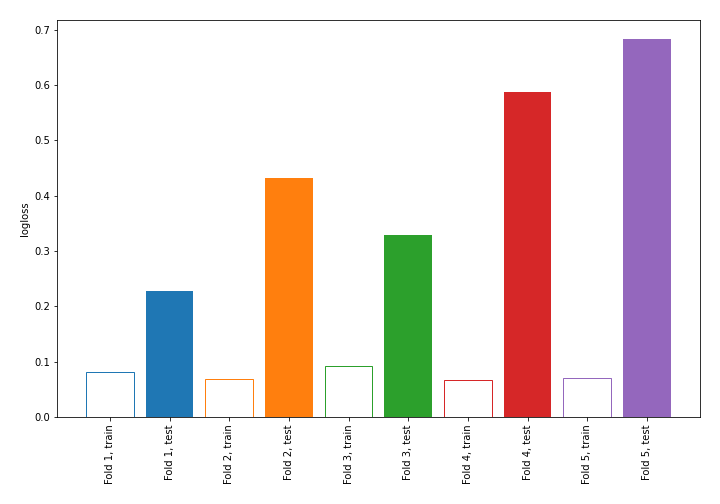 0.7
0.6
0.5
0.4
0.3
0.2
0.1
0.0
logloss
Fold 1, train
Fold 1, test
Fold 2, train
Fold 2, test
Fold 3, train
Fold 3, test
Fold 4, train
Fold 4, test
Fold 5, train
Fold 5, test